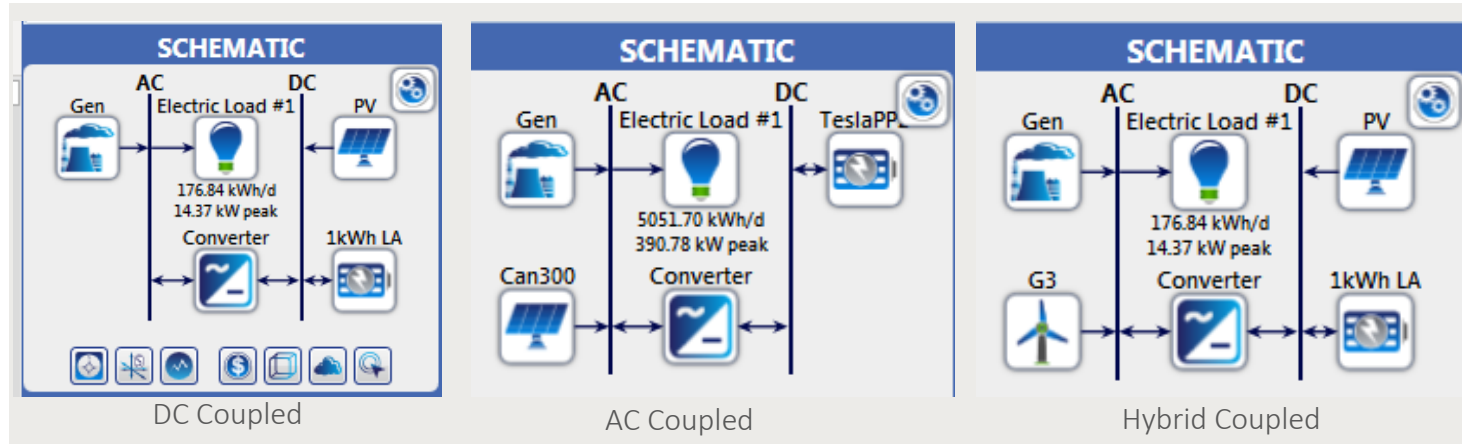 SCHEMATIC
AC DC
Gen Electric Load #1 PV
176.84 kWh/d
14.37 kW peak
Converter 1kWh LA
DC Coupled
SCHEMATIC
AC DC
Gen Electric Load #1 TeslaPP2
5051.70 kWh/d
390.78 kW peak
Can300 Converter
AC Coupled
SCHEMATIC
AC DC
Gen Electric Load #1 PV
176.84 kWh/d
14.37 kW peak
G3 Converter 1kWh LA
Hybrid Coupled